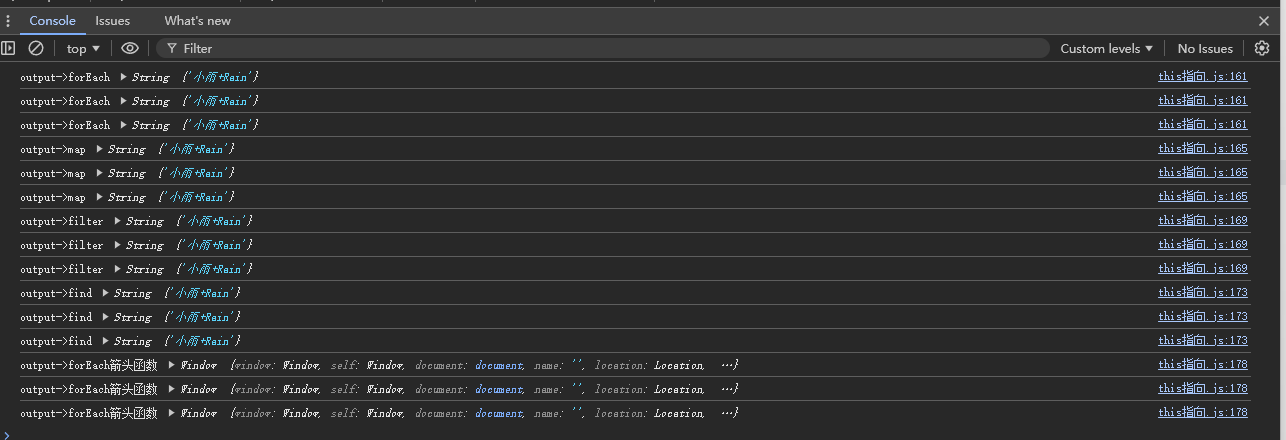 Console Issues What's new
top Filter Custom levels No Issues
output->forEach String {'小雨+Rain'} this指向.js:161
output->forEach String {'小雨+Rain'} this指向.js:161
output->forEach String {'小雨+Rain'} this指向.js:161
output->map String {'小雨+Rain'} this指向.js:165
output->map String {'小雨+Rain'} this指向.js:165
output->map String {'小雨+Rain'} this指向.js:165
output->filter String {'小雨+Rain'} this指向.js:169
output->filter String {'小雨+Rain'} this指向.js:169
output->filter String {'小雨+Rain'} this指向.js:169
output->find String {'小雨+Rain'} this指向.js:173
output->find String {'小雨+Rain'} this指向.js:173
output->find String {'小雨+Rain'} this指向.js:173
output->forEach箭头函数 Window {window: Window, self: Window, document: document, name: '', location: Location, …} this指向.js:178
output->forEach箭头函数 Window {window: Window, self: Window, document: document, name: '', location: Location, …} this指向.js:178
output->forEach箭头函数 Window {window: Window, self: Window, document: document, name: '', location: Location, …} this指向.js:178
>